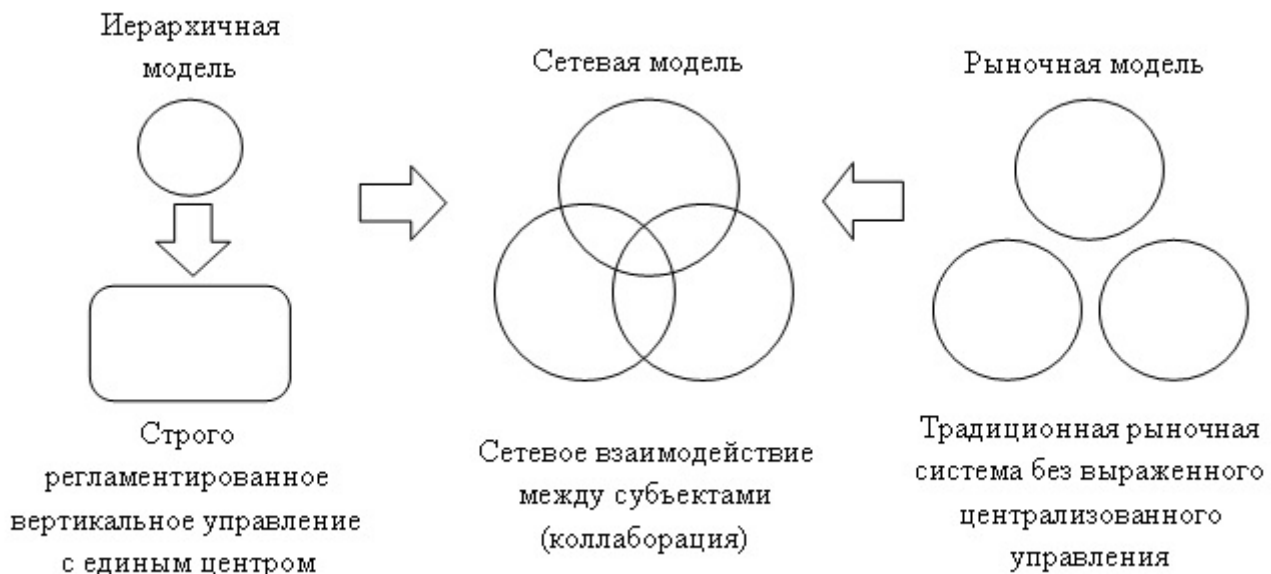 Иерархичная
модель
Сетевая модель
Рыночная модель
Строго
регламентированное
вертикальное управление
с единым центром
Сетевое взаимодействие
между субъектами
(коллаборация)
Традиционная рыночная
система без выраженного
централизованного
управления